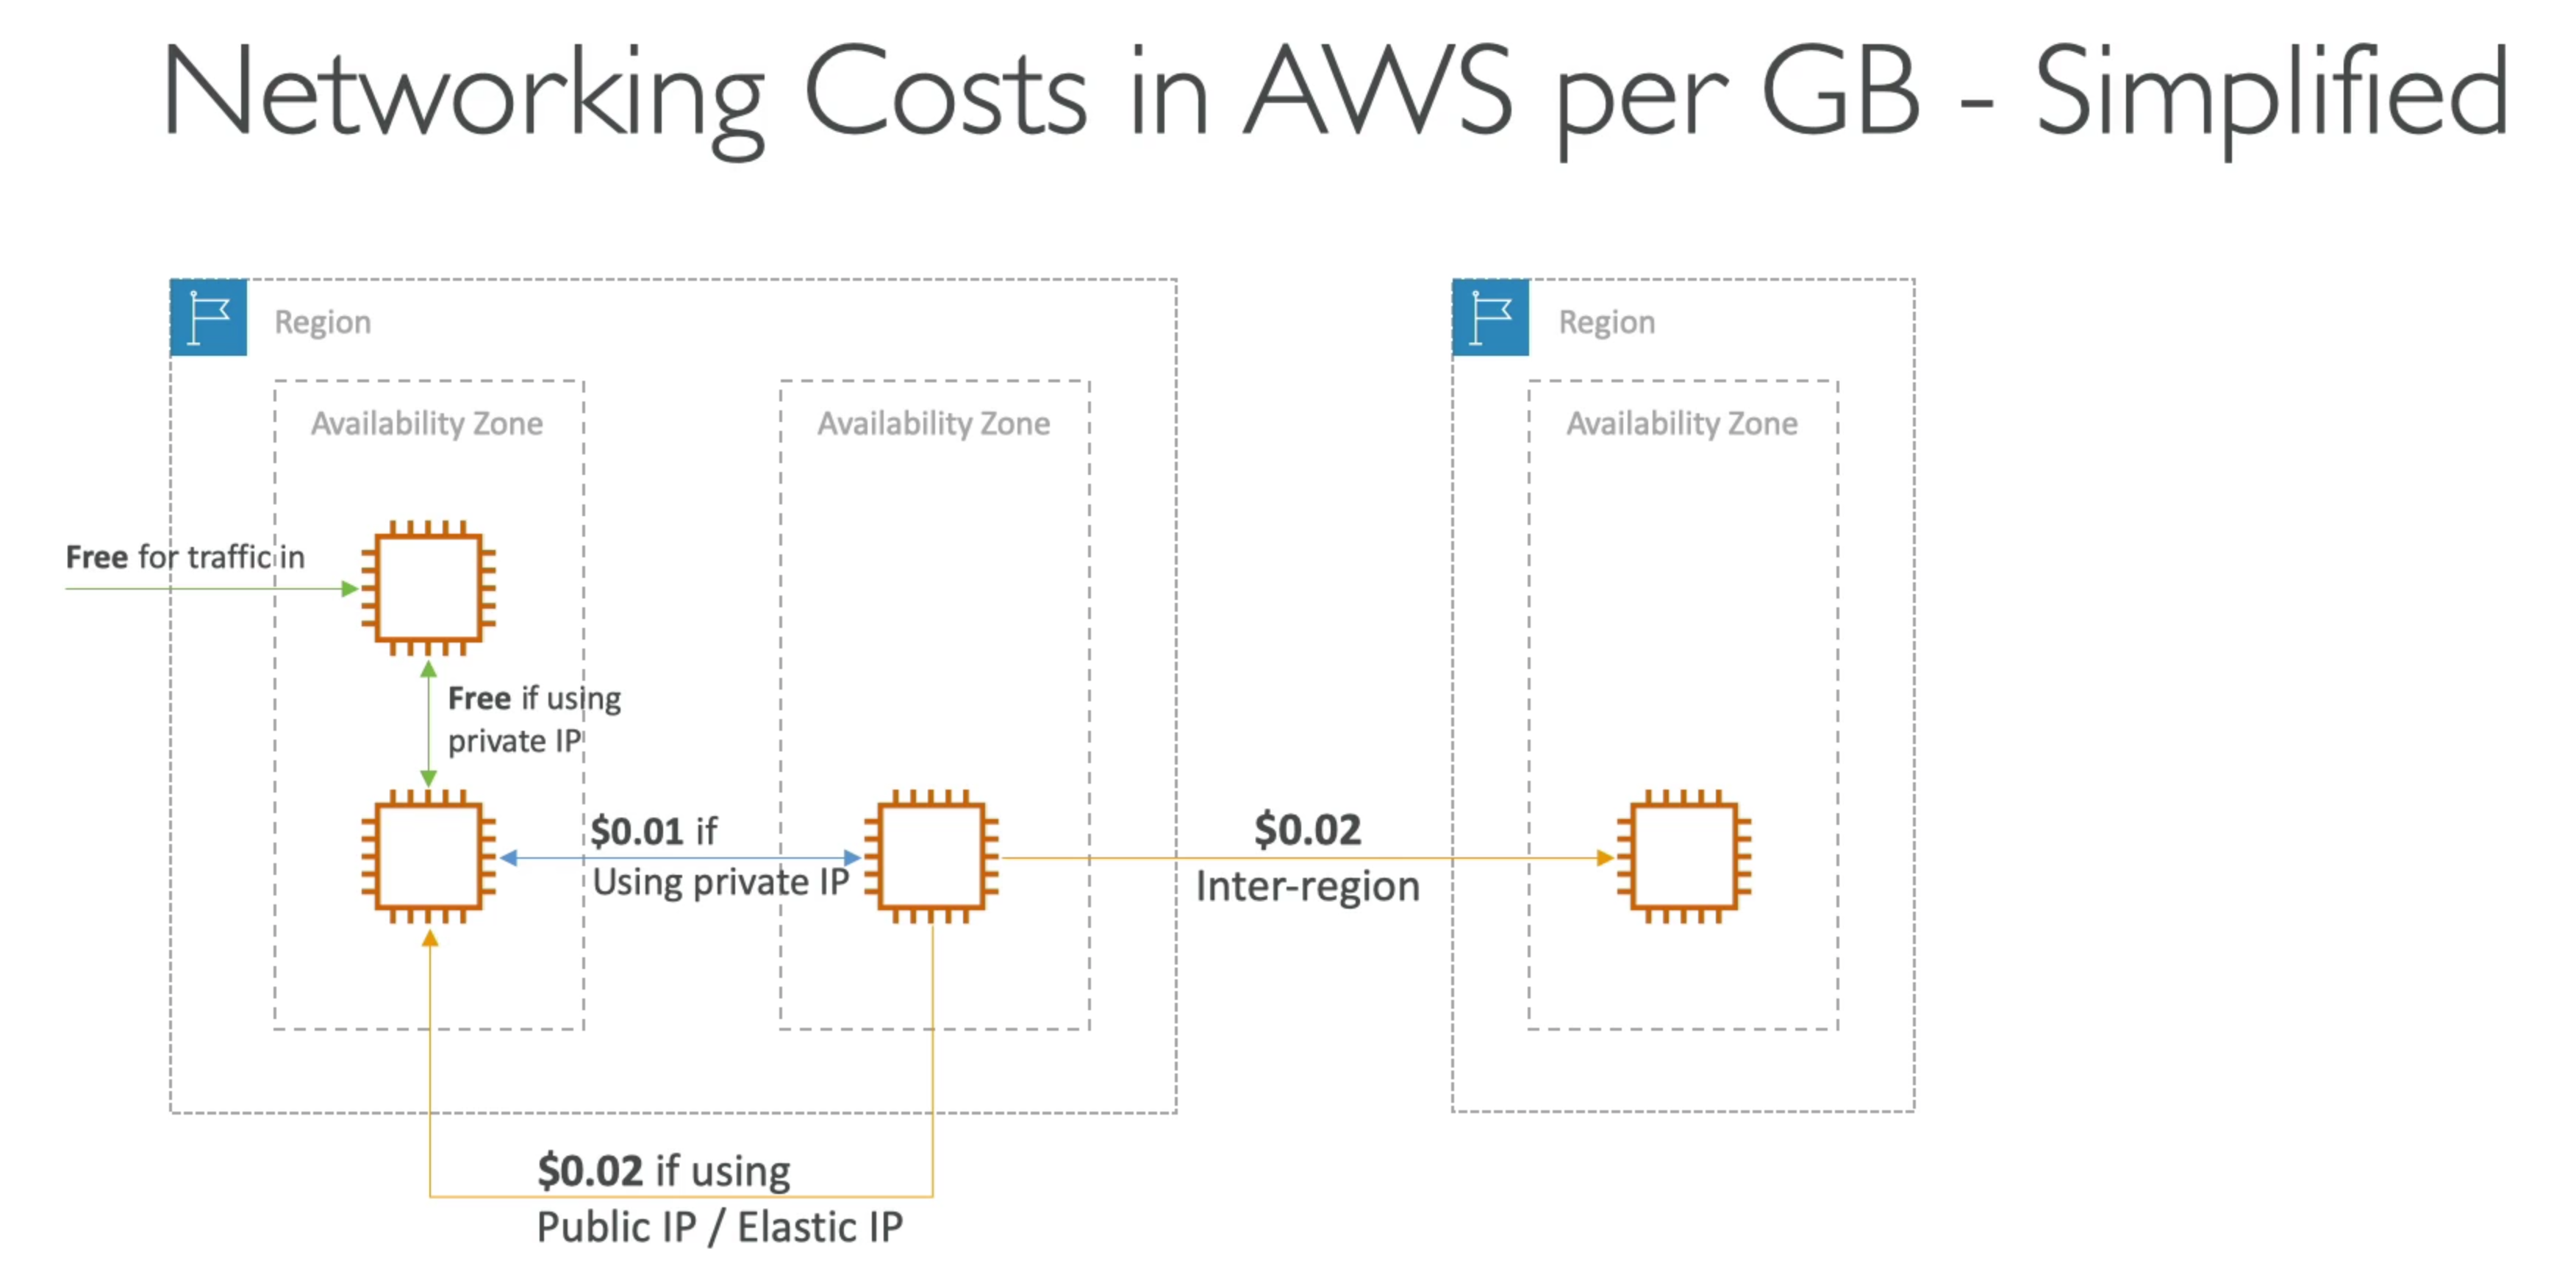 Networking Costs in AWS per GB - Simplified
Region
Region
Availability Zone
Availability Zone
Availability Zone
Free for traffic in
Free if using
private IP
$0.01 if
Using private IP
$0.02
Inter-region
$0.02 if using
Public IP / Elastic IP